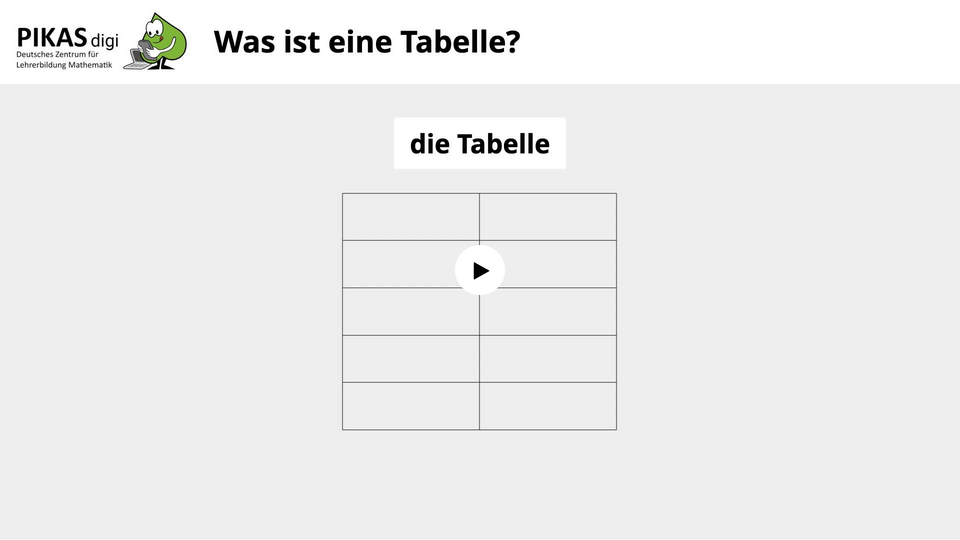 PIKAS digi
Deutsches Zentrum für
Lehrerbildung Mathematik
Was ist eine Tabelle?
die Tabelle